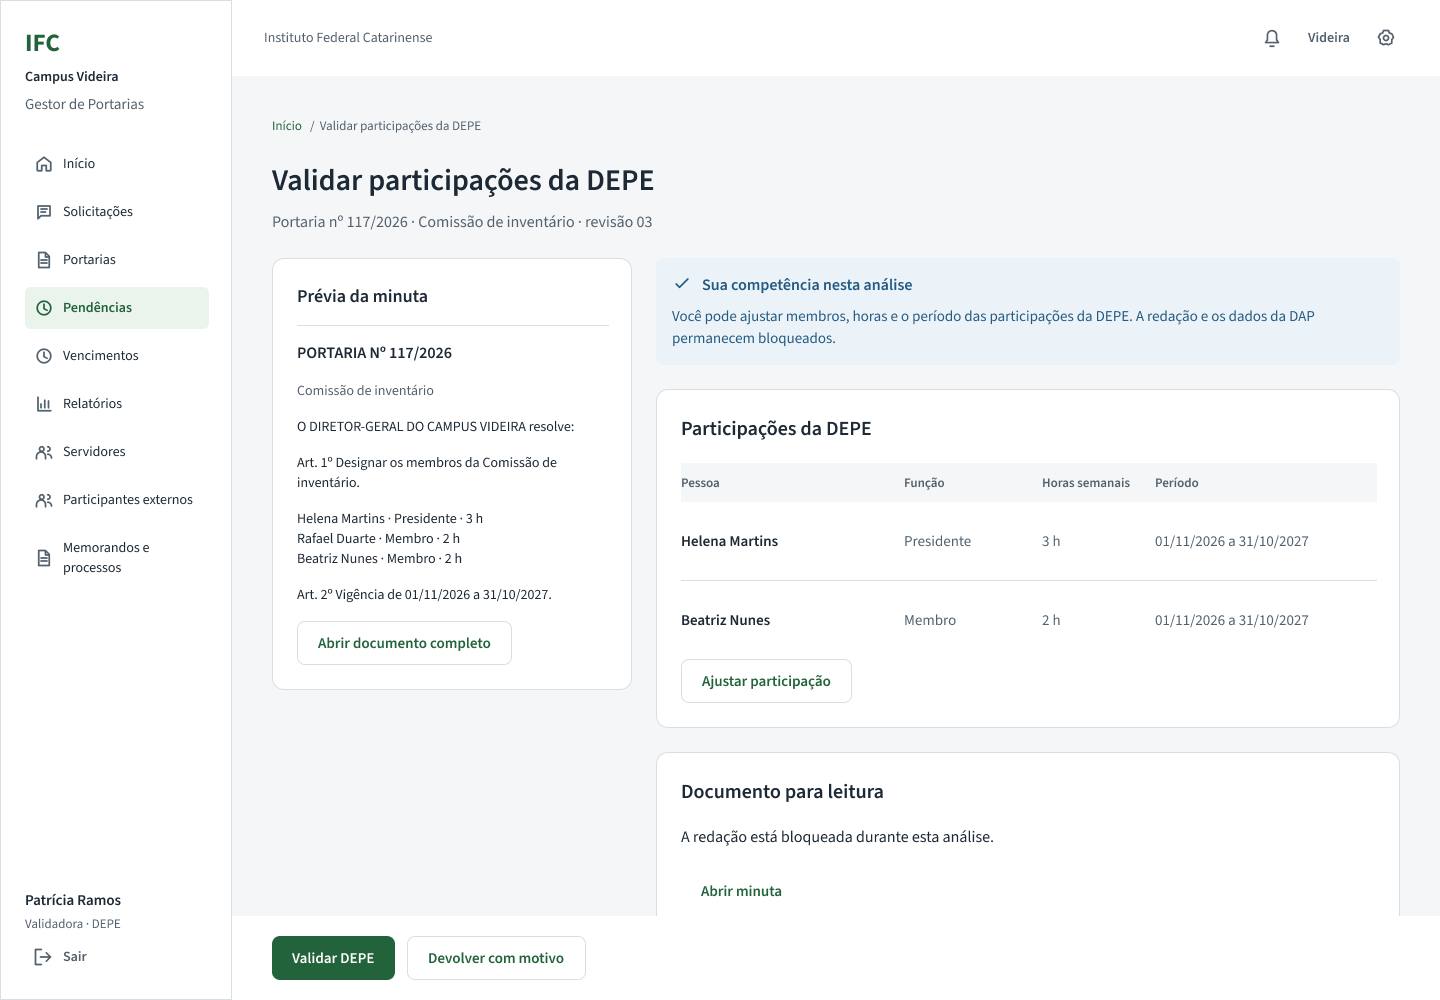 IFC
Campus Videira
Gestor de Portarias
Início
Solicitações
Portarias
Pendências
Vencimentos
Relatórios
Servidores
Participantes externos
Memorandos e
processos
Patrícia Ramos
Validadora · DEPE
Sair
Instituto Federal Catarinense
Videira
Início / Validar participações da DEPE
Validar participações da DEPE
Portaria nº 117/2026 · Comissão de inventário · revisão 03
Prévia da minuta
PORTARIA Nº 117/2026
Comissão de inventário
O DIRETOR-GERAL DO CAMPUS VIDEIRA resolve:
Art. 1º Designar os membros da Comissão de
inventário.
Helena Martins · Presidente · 3 h
Rafael Duarte · Membro · 2 h
Beatriz Nunes · Membro · 2 h
Art. 2º Vigência de 01/11/2026 a 31/10/2027.
Abrir documento completo
Sua competência nesta análise
Você pode ajustar membros, horas e o período das participações da DEPE. A redação e os dados da DAP
permanecem bloqueados.
Participações da DEPE
Pessoa Função Horas semanais Período
Helena Martins Presidente 3 h 01/11/2026 a 31/10/2027
Beatriz Nunes Membro 2 h 01/11/2026 a 31/10/2027
Ajustar participação
Documento para leitura
A redação está bloqueada durante esta análise.
Abrir minuta
Validar DEPE
Devolver com motivo